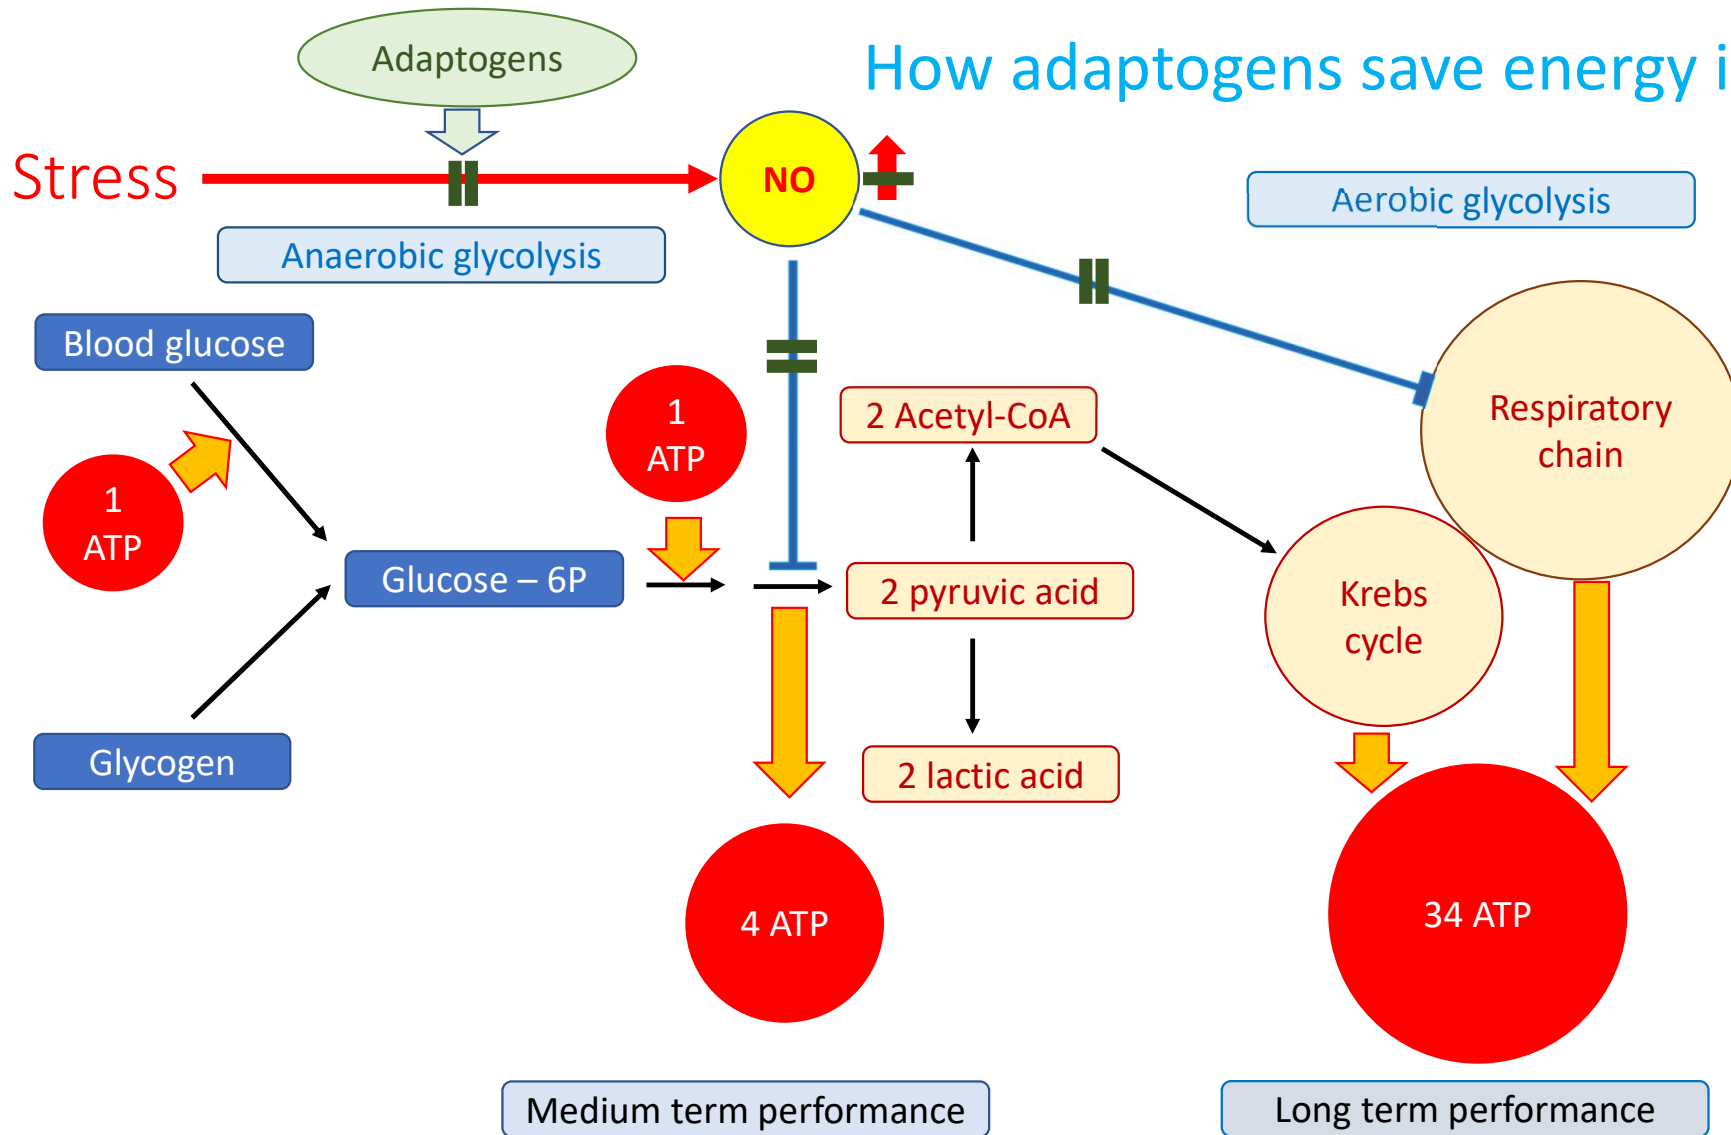 Adaptogens
How adaptogens save energy i
Stress
NO
Aerobic glycolysis
Anaerobic glycolysis
Blood glucose
1
ATP
1
ATP
2 Acetyl-CoA
Respiratory
chain
Glucose – 6P
2 pyruvic acid
Krebs
cycle
Glycogen
2 lactic acid
4 ATP
34 ATP
Medium term performance
Long term performance